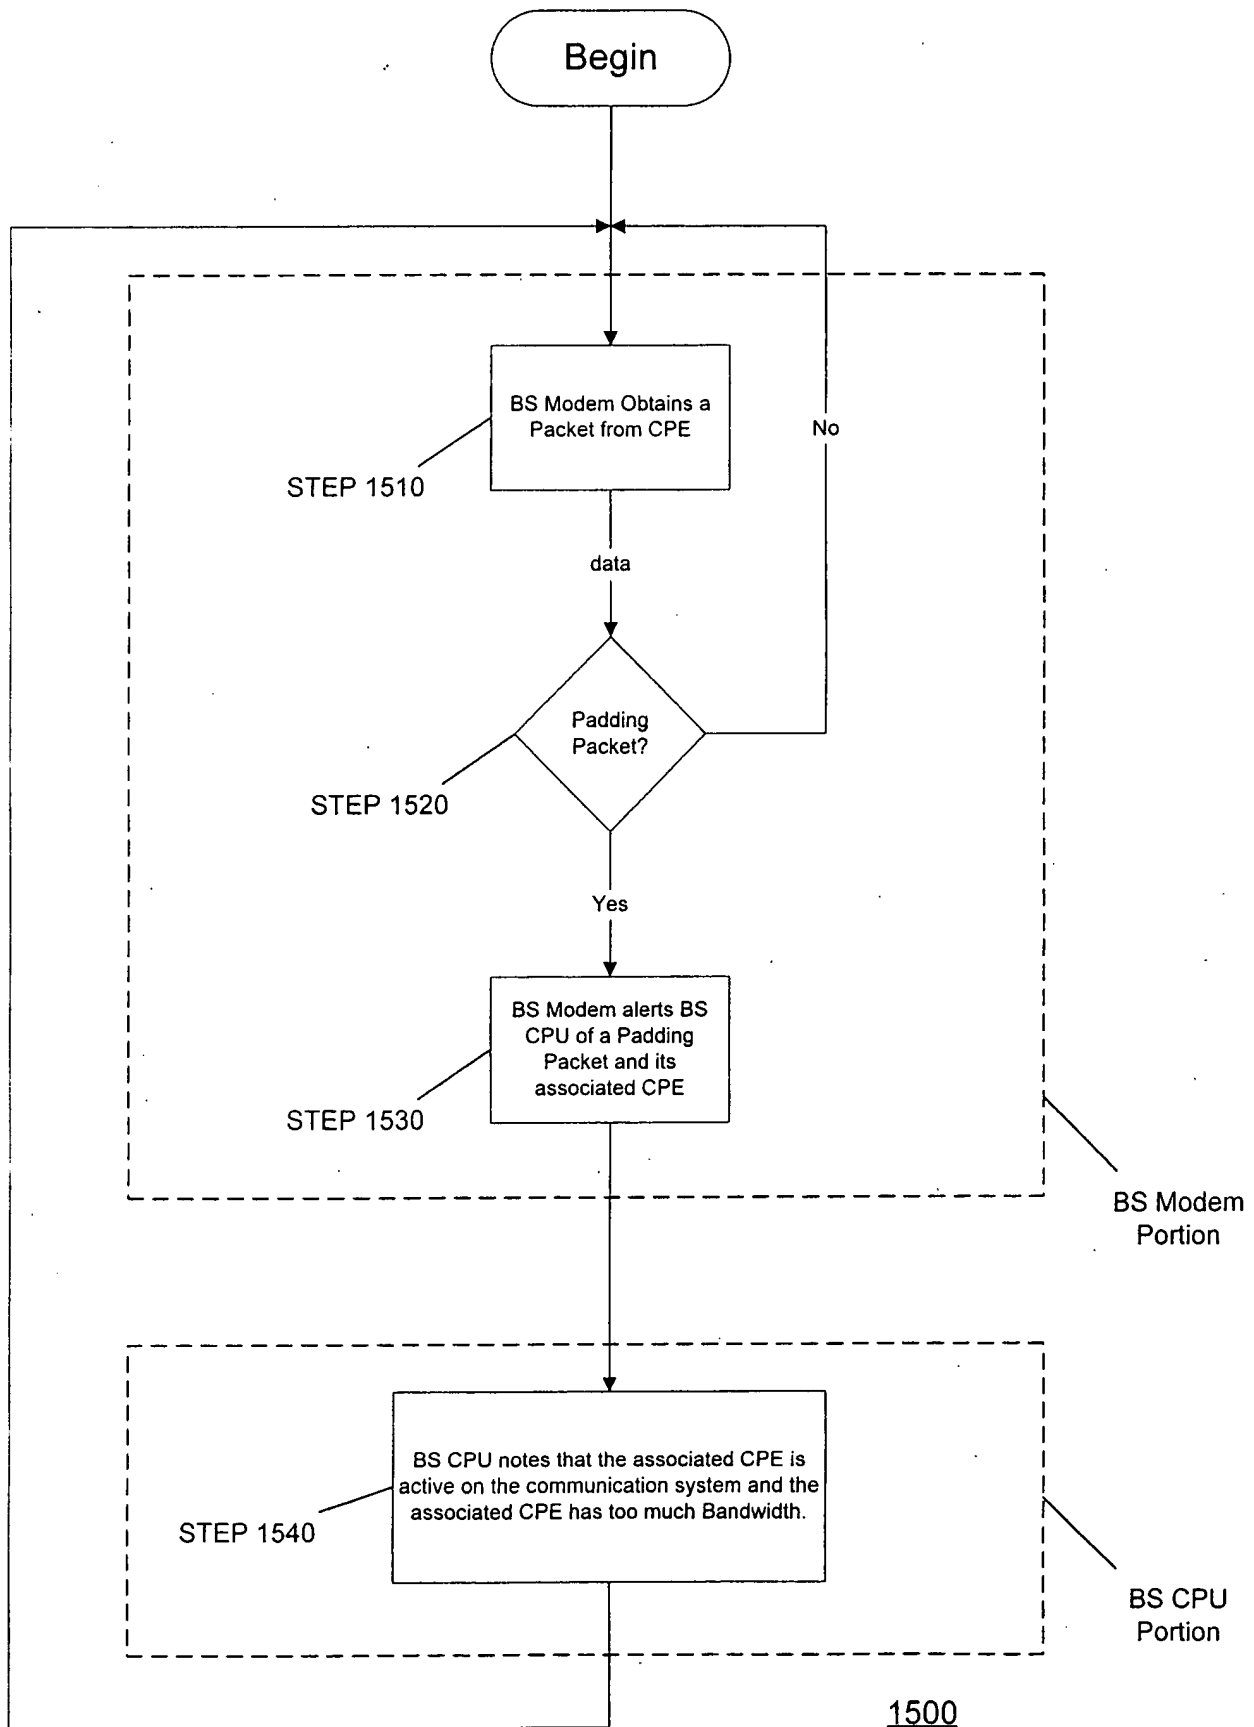 Begin
BS Modem Obtains a
Packet from CPE
No
STEP 1510
data
Padding
Packet?
STEP 1520
Yes
BS Modem alerts BS
CPU of a Padding
Packet and its
associated CPE
STEP 1530
BS Modem
Portion
BS CPU notes that the associated CPE is
active on the communication system and the
associated CPE has too much Bandwidth.
STEP 1540
BS CPU
Portion
1500